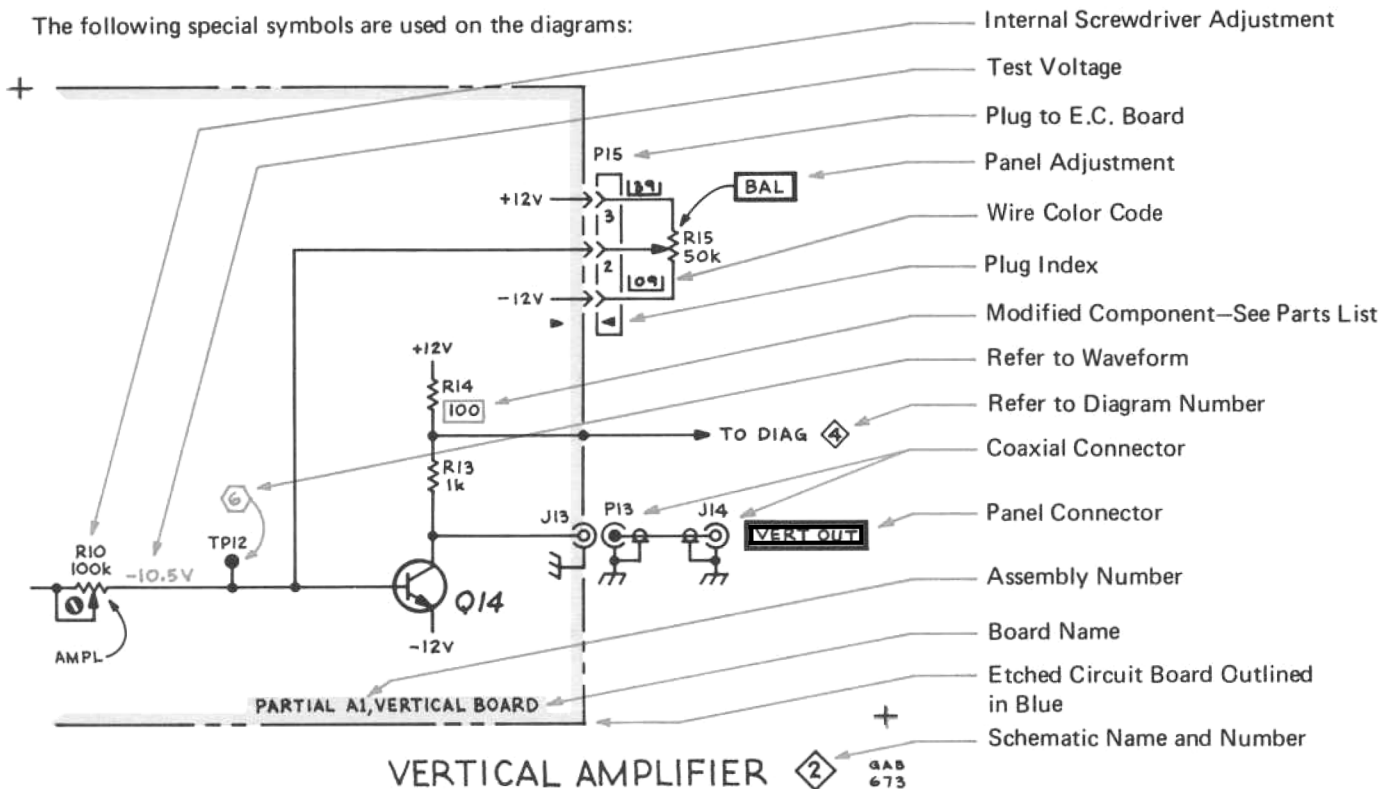 The following special symbols are used on the diagrams:
Internal Screwdriver Adjustment
Test Voltage
Plug to E.C. Board
Panel Adjustment
Wire Color Code
Plug Index
Modified Component—See Parts List
Refer to Waveform
Refer to Diagram Number
Coaxial Connector
Panel Connector
Assembly Number
Board Name
Etched Circuit Board Outlined
in Blue
Schematic Name and Number
P15
BAL
+12V
3
R15
50k
2
-12V
+12V
R14
100
TO DIAG 4
R13
1k
6
J13
P13
J14
VERT OUT
TP12
R10
100k
-10.5V
Q14
AMPL
-12V
PARTIAL A1, VERTICAL BOARD
VERTICAL AMPLIFIER 2
GAB
673